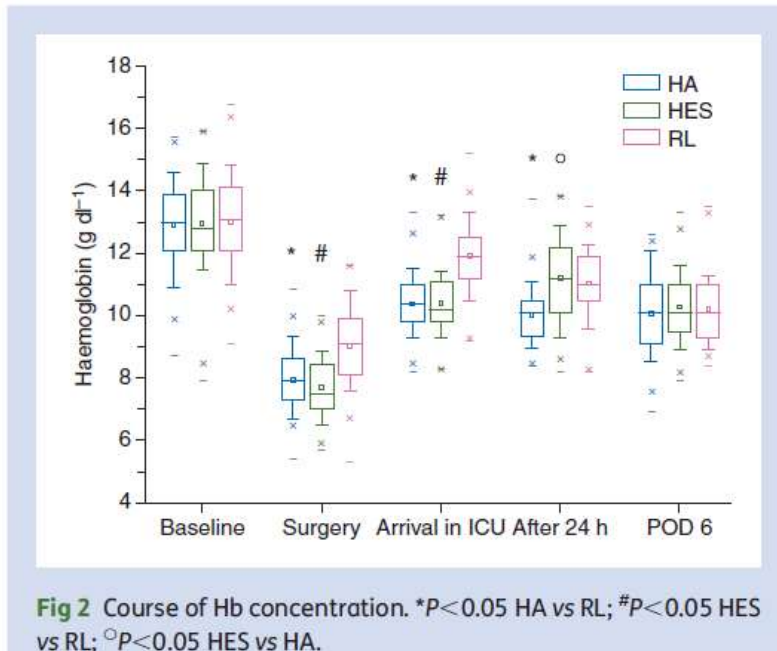 18
16
14
12
10
8
6
4
Haemoglobin (g dl⁻¹)
HA
HES
RL
* # * # * ○
Baseline Surgery Arrival in ICU After 24 h POD 6
Fig 2 Course of Hb concentration. *P<0.05 HA vs RL; #P<0.05 HES
vs RL; ○P<0.05 HES vs HA.